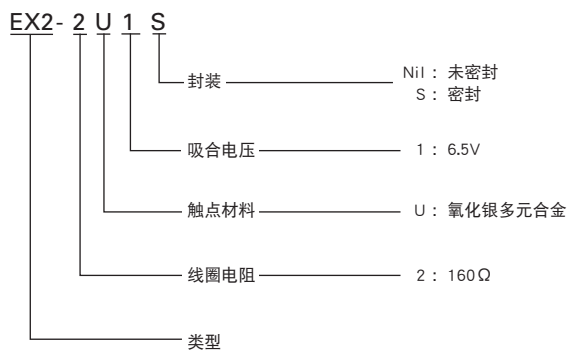 EX2- 2 U 1 S
封装 Nil : 未密封
S : 密封
吸合电压 1 : 6.5V
触点材料 U : 氧化银多元合金
线圈电阻 2 : 160Ω
类型